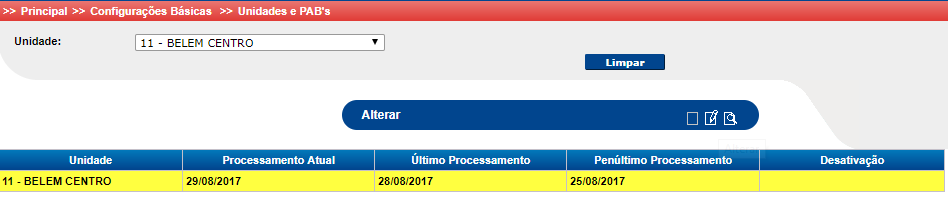 >> Principal >> Configurações Básicas >> Unidades e PAB's
Unidade: 11 - BELEM CENTRO
Limpar
Alterar
Unidade Processamento Atual Último Processamento Penúltimo Processamento Desativação
11 - BELEM CENTRO 29/08/2017 28/08/2017 25/08/2017